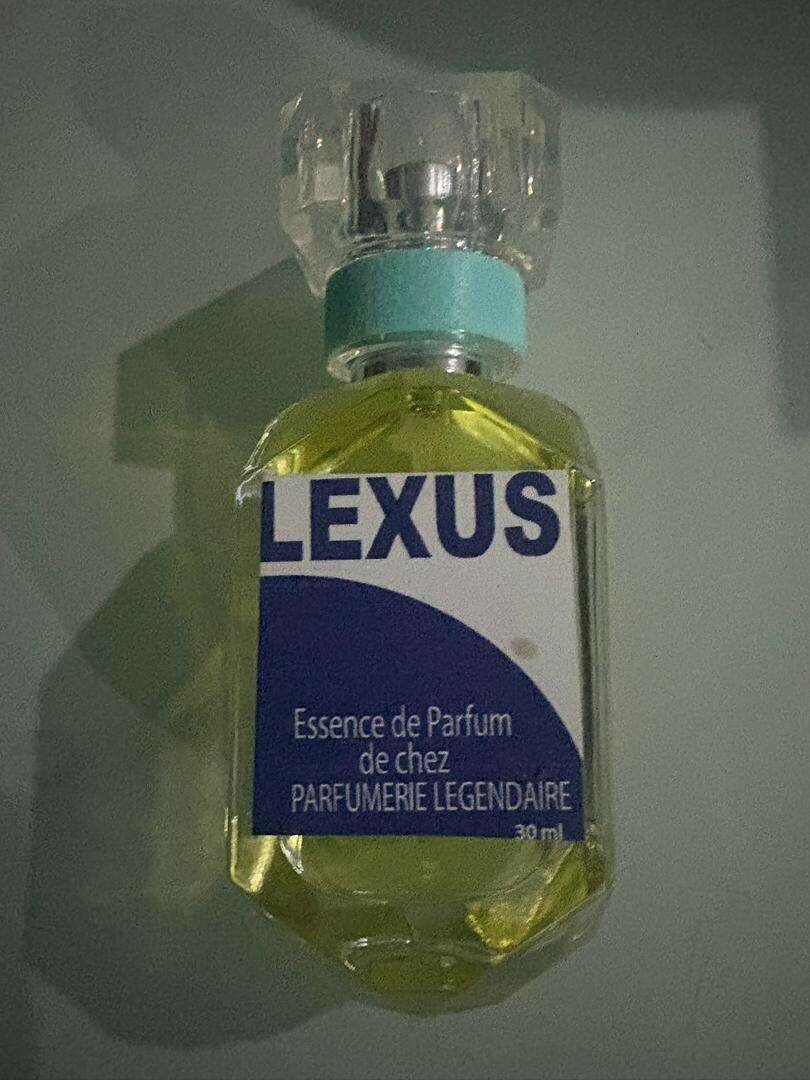 LEXUS
Essence de Parfum
de chez
PARFUMERIE LEGENDAIRE
30 ml